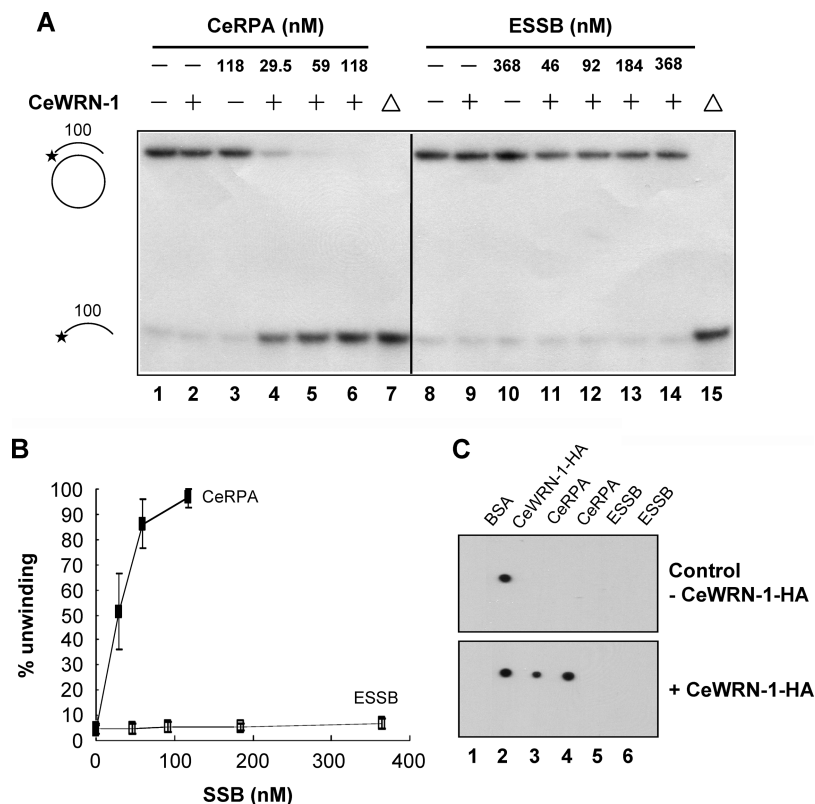 A
CeRPA (nM) ESSB (nM)
– – 118 29.5 59 118 – – 368 46 92 184 368
CeWRN-1 – + – + + + △ – + – + + + + △
100
100
1 2 3 4 5 6 7 8 9 10 11 12 13 14 15
B
100
90
80
70
60
50
40
30
20
10
0
% unwinding
CeRPA
ESSB
0 100 200 300 400
SSB (nM)
C
BSA CeWRN-1-HA CeRPA CeRPA ESSB ESSB
Control
- CeWRN-1-HA
+ CeWRN-1-HA
1 2 3 4 5 6